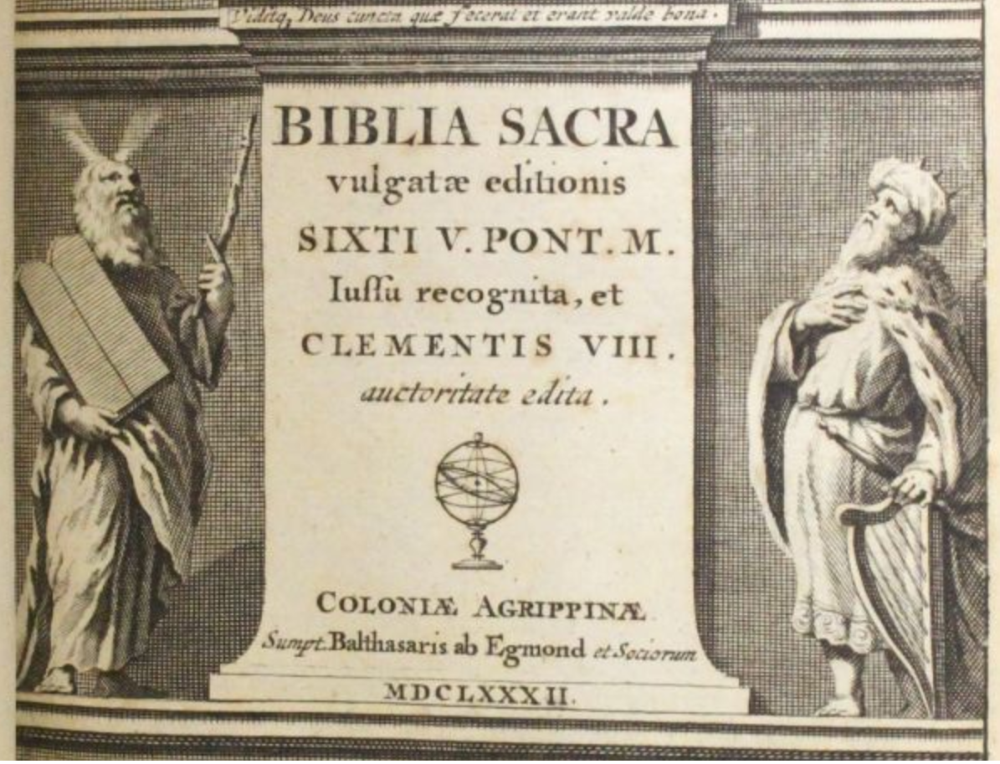 Viditq, Deus cuncta quæ fecerat et erant valde bona.
BIBLIA SACRA
vulgatæ editionis
SIXTI V. PONT. M.
Iuſſu recognita, et
CLEMENTIS VIII.
auctoritate edita.
COLONIÆ AGRIPPINÆ
Sumpt. Balthasaris ab Egmond et Sociorum
MDCLXXXII.